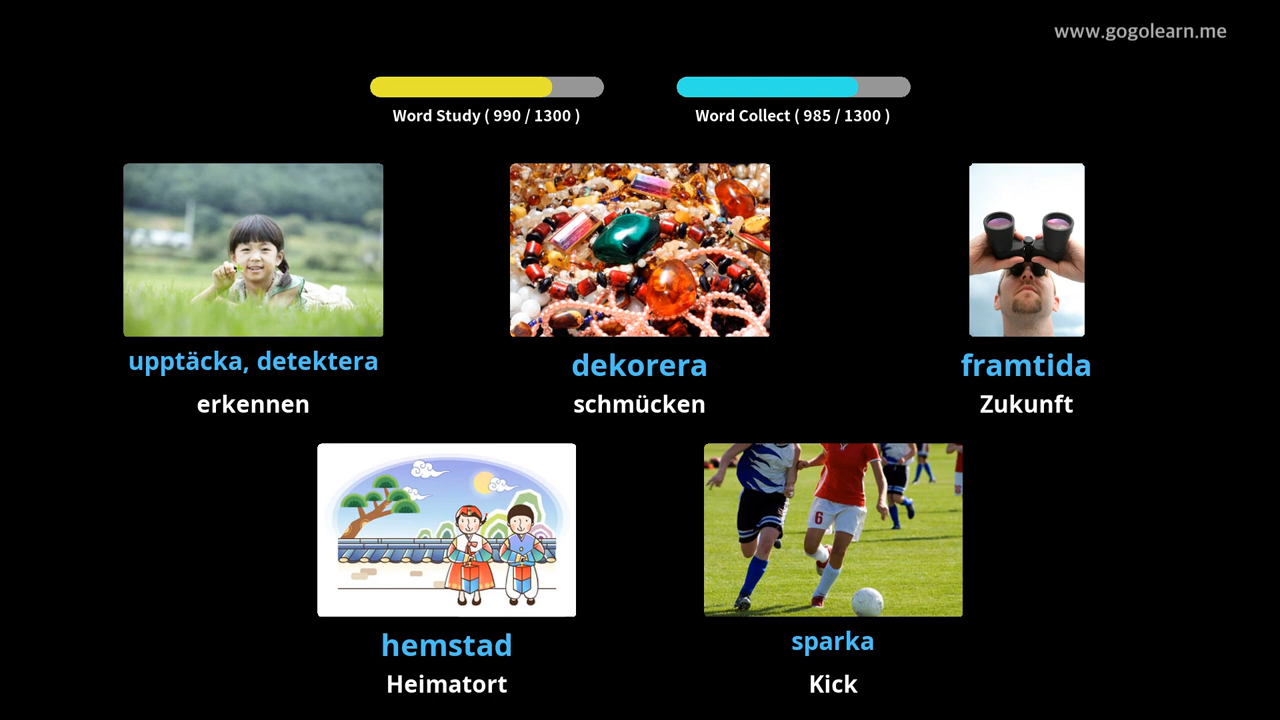 www.gogolearn.me
Word Study ( 990 / 1300 )
Word Collect ( 985 / 1300 )
upptäcka, detektera
dekorera
framtida
erkennen
schmücken
Zukunft
hemstad
sparka
Heimatort
Kick
6